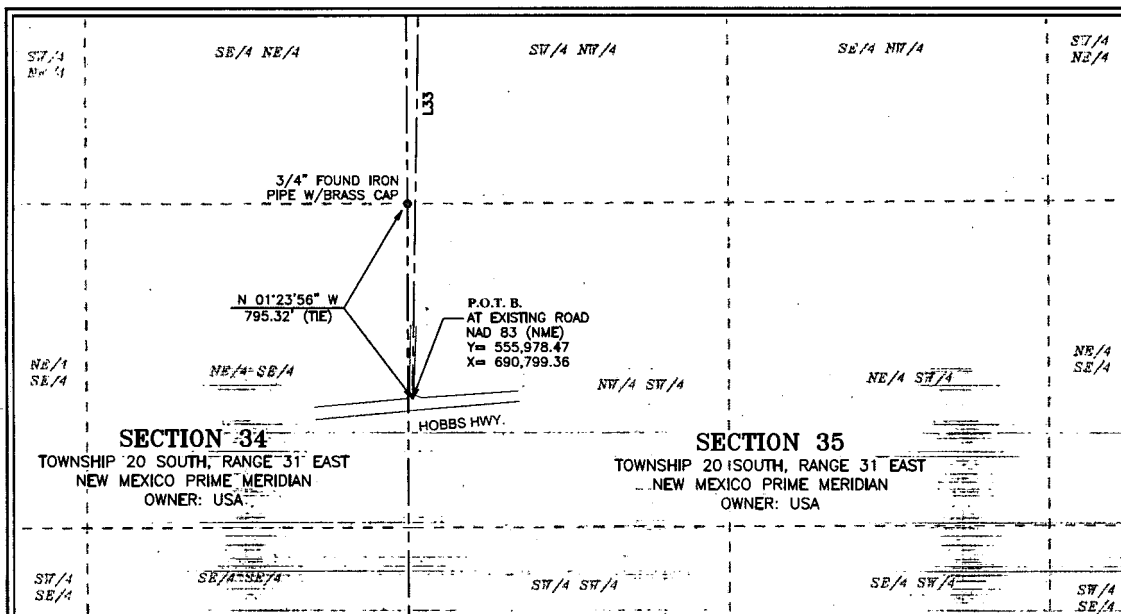 SW/4
NW/4
SE/4 NE/4
SW/4 NW/4
SE/4 NW/4
SW/4
NE/4
L33
3/4" FOUND IRON
PIPE W/BRASS CAP
N 01°23'56" W
795.32' (TIE)
P.O.T. B.
AT EXISTING ROAD
NAD 83 (NME)
Y= 555,978.47
X= 690,799.36
NE/4
SE/4
NE/4 SE/4
NW/4 SW/4
NE/4 SW/4
NE/4
SE/4
HOBBS HWY.
SECTION 34
TOWNSHIP 20 SOUTH, RANGE 31 EAST
NEW MEXICO PRIME MERIDIAN
OWNER: USA
SECTION 35
TOWNSHIP 20 SOUTH, RANGE 31 EAST
NEW MEXICO PRIME MERIDIAN
OWNER: USA
SW/4
SE/4
SE/4 SE/4
SW/4 SW/4
SE/4 SW/4
SW/4
SE/4